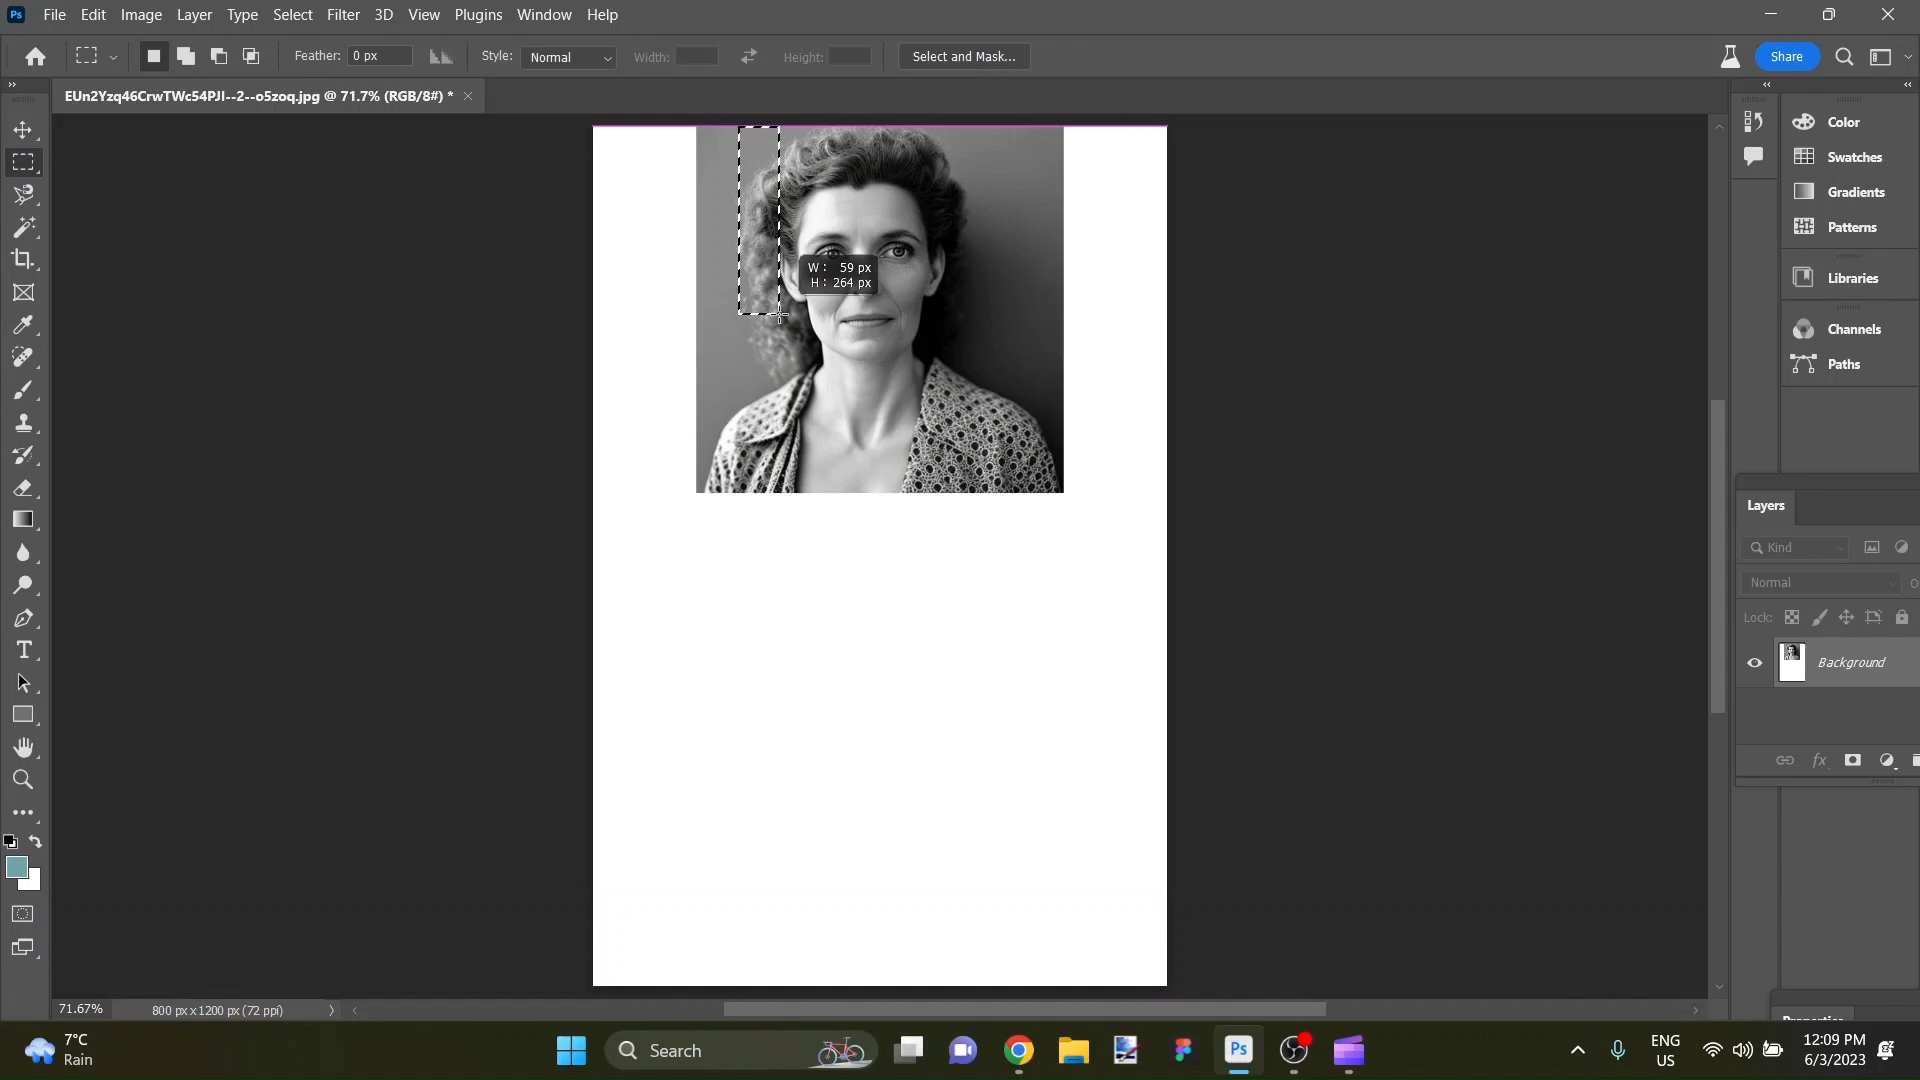 Ps File Edit Image Layer Type Select Filter 3D View Plugins Window Help
Feather: 0 px Style: Normal Width: Height: Select and Mask... Share
EUn2Yzq46CrwTWc54PJI--2--o5zoq.jpg @ 71.7% (RGB/8#) * ×
Color
Swatches
Gradients
Patterns
Libraries
Channels
Paths
W : 59 px
H : 264 px
Layers
Kind
Normal
Lock:
Background
fx
T
71.67% 800 px x 1200 px (72 ppi)
7°C
Rain
Search
Ps
ENG
US
12:09 PM
6/3/2023